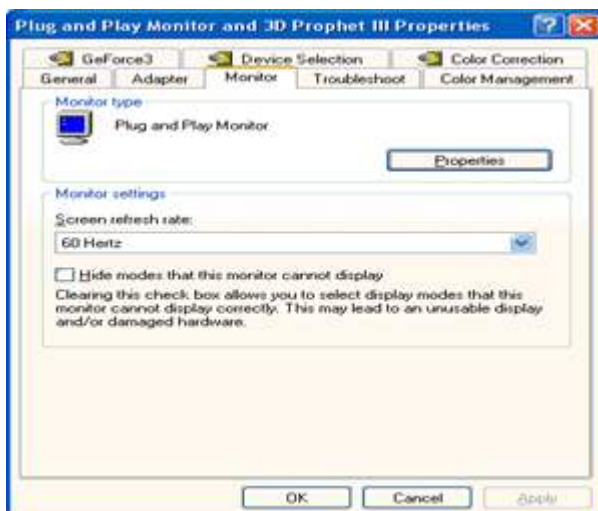 Plug and Play Monitor and 3D Prophet III Properties
GeForce3 Device Selection Color Correction
General Adapter Monitor Troubleshoot Color Management
Monitor type
Plug and Play Monitor
Properties
Monitor settings
Screen refresh rate:
60 Hertz
Hide modes that this monitor cannot display
Clearing this check box allows you to select display modes that this
monitor cannot display correctly. This may lead to an unusable display
and/or damaged hardware.
OK Cancel Apply